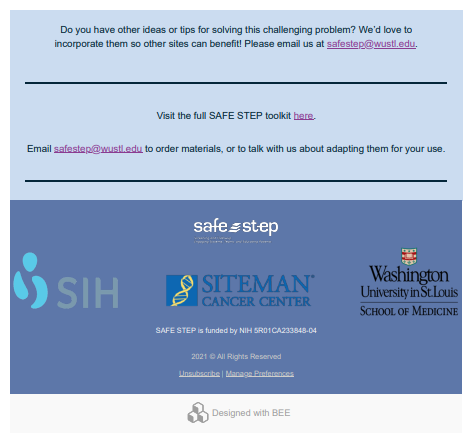 Do you have other ideas or tips for solving this challenging problem? We'd love to
incorporate them so other sites can benefit! Please email us at safestep@wustl.edu.
Visit the full SAFE STEP toolkit here.
Email safestep@wustl.edu to order materials, or to talk with us about adapting them for your use.
safe step
SIH
SITEMAN®
CANCER CENTER
Washington
University in St. Louis
SCHOOL OF MEDICINE
SAFE STEP is funded by NIH 5R01CA233848-04
2021 © All Rights Reserved
Unsubscribe | Manage Preferences
Designed with BEE